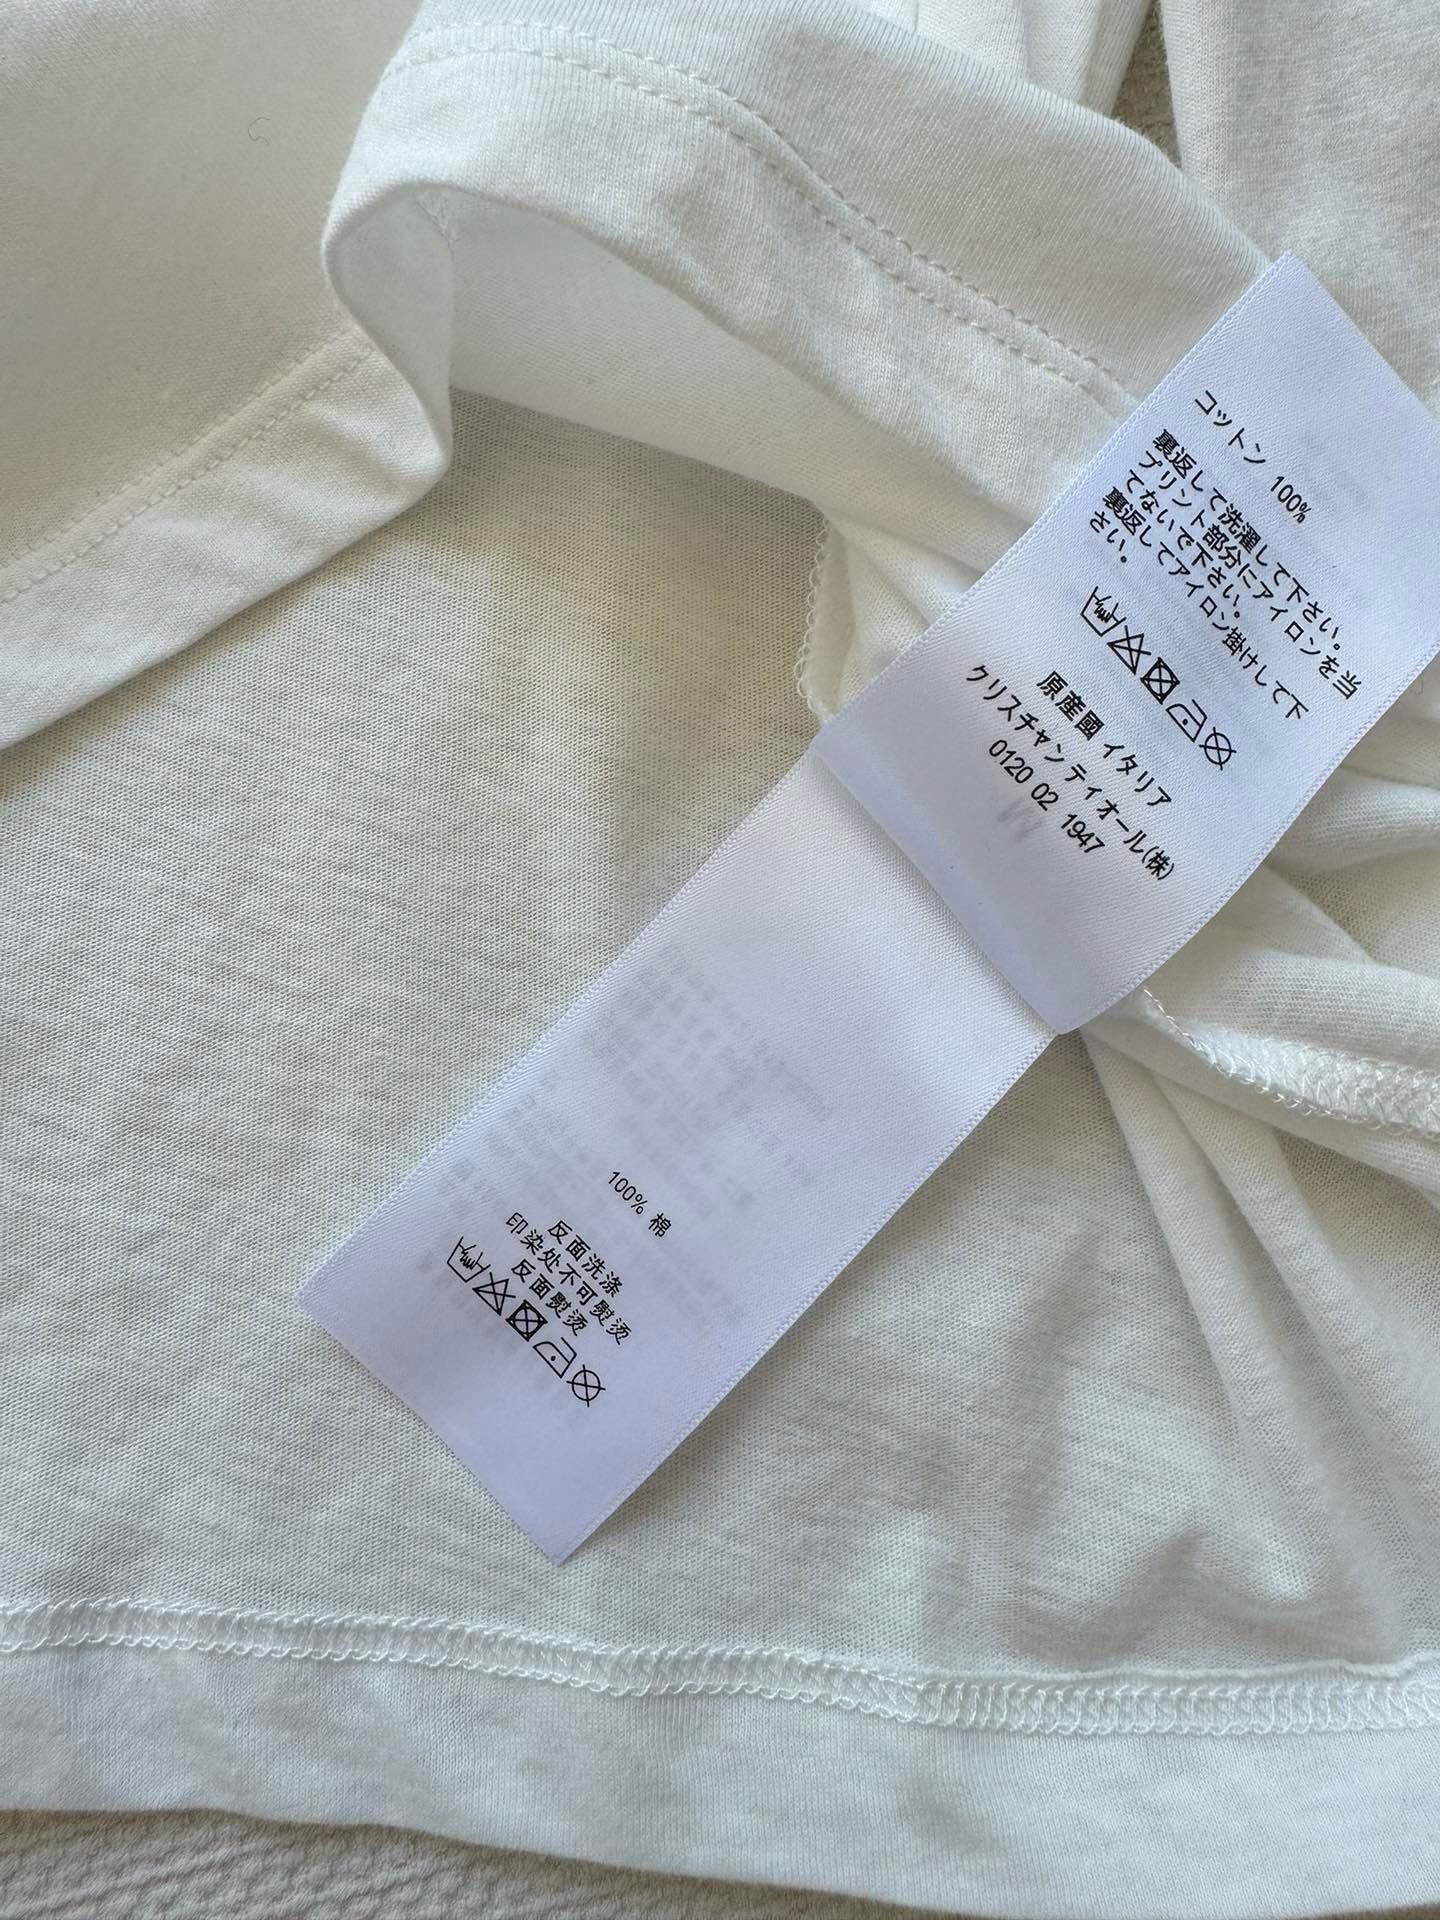 コットン 100%
裏返して洗濯して下さい。
プリント部分にアイロンを当
てないで下さい。
裏返してアイロン掛けして下
さい。
原産國 イタリア
クリスチャン ディオール(株)
0120 02 1947
100% 棉
反面洗涤
印染处不可熨烫
反面熨烫